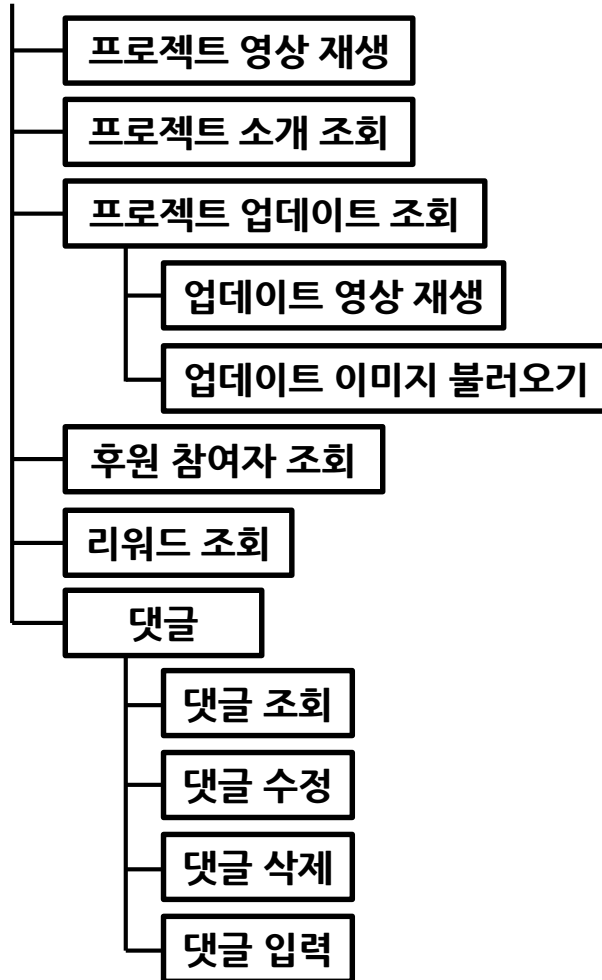 프로젝트 영상 재생
프로젝트 소개 조회
프로젝트 업데이트 조회
업데이트 영상 재생
업데이트 이미지 불러오기
후원 참여자 조회
리워드 조회
댓글
댓글 조회
댓글 수정
댓글 삭제
댓글 입력